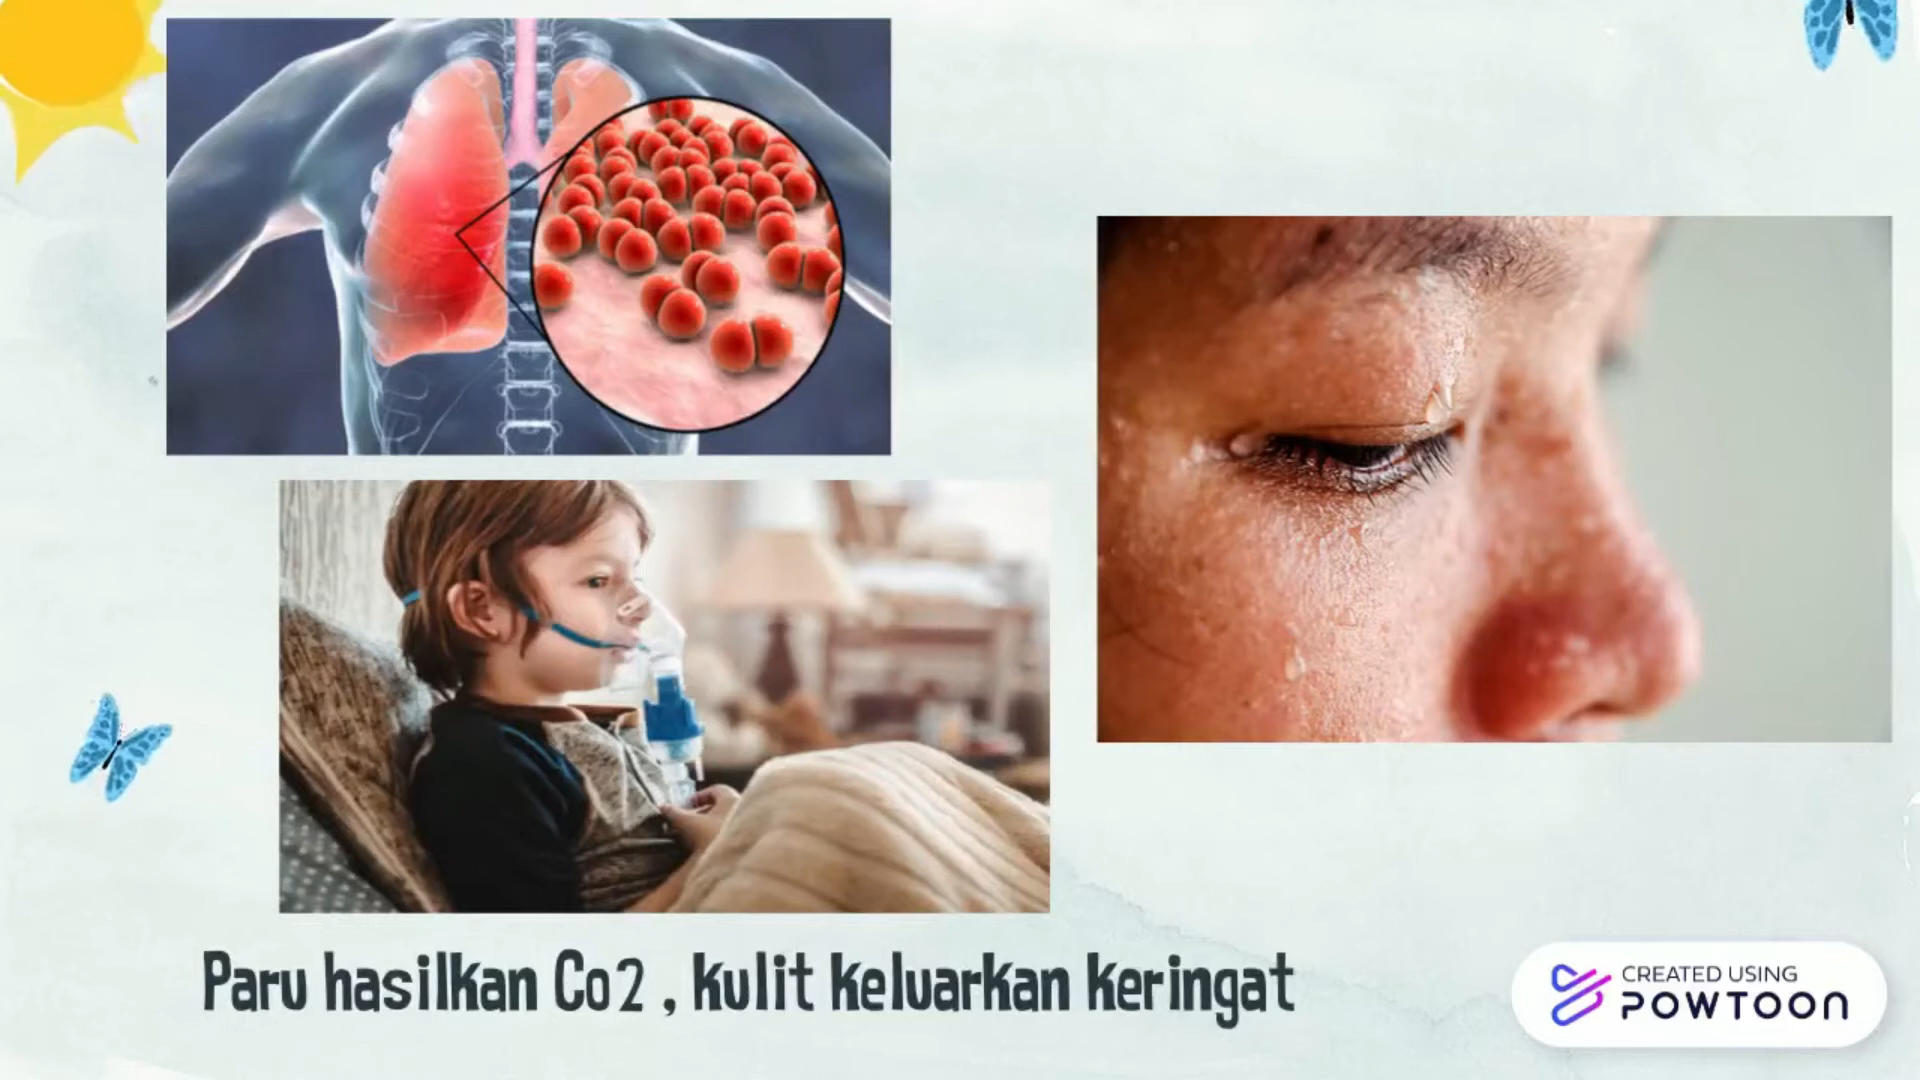 Paru hasilkan Co2 , kulit keluarkan keringat
CREATED USING
POWTOON